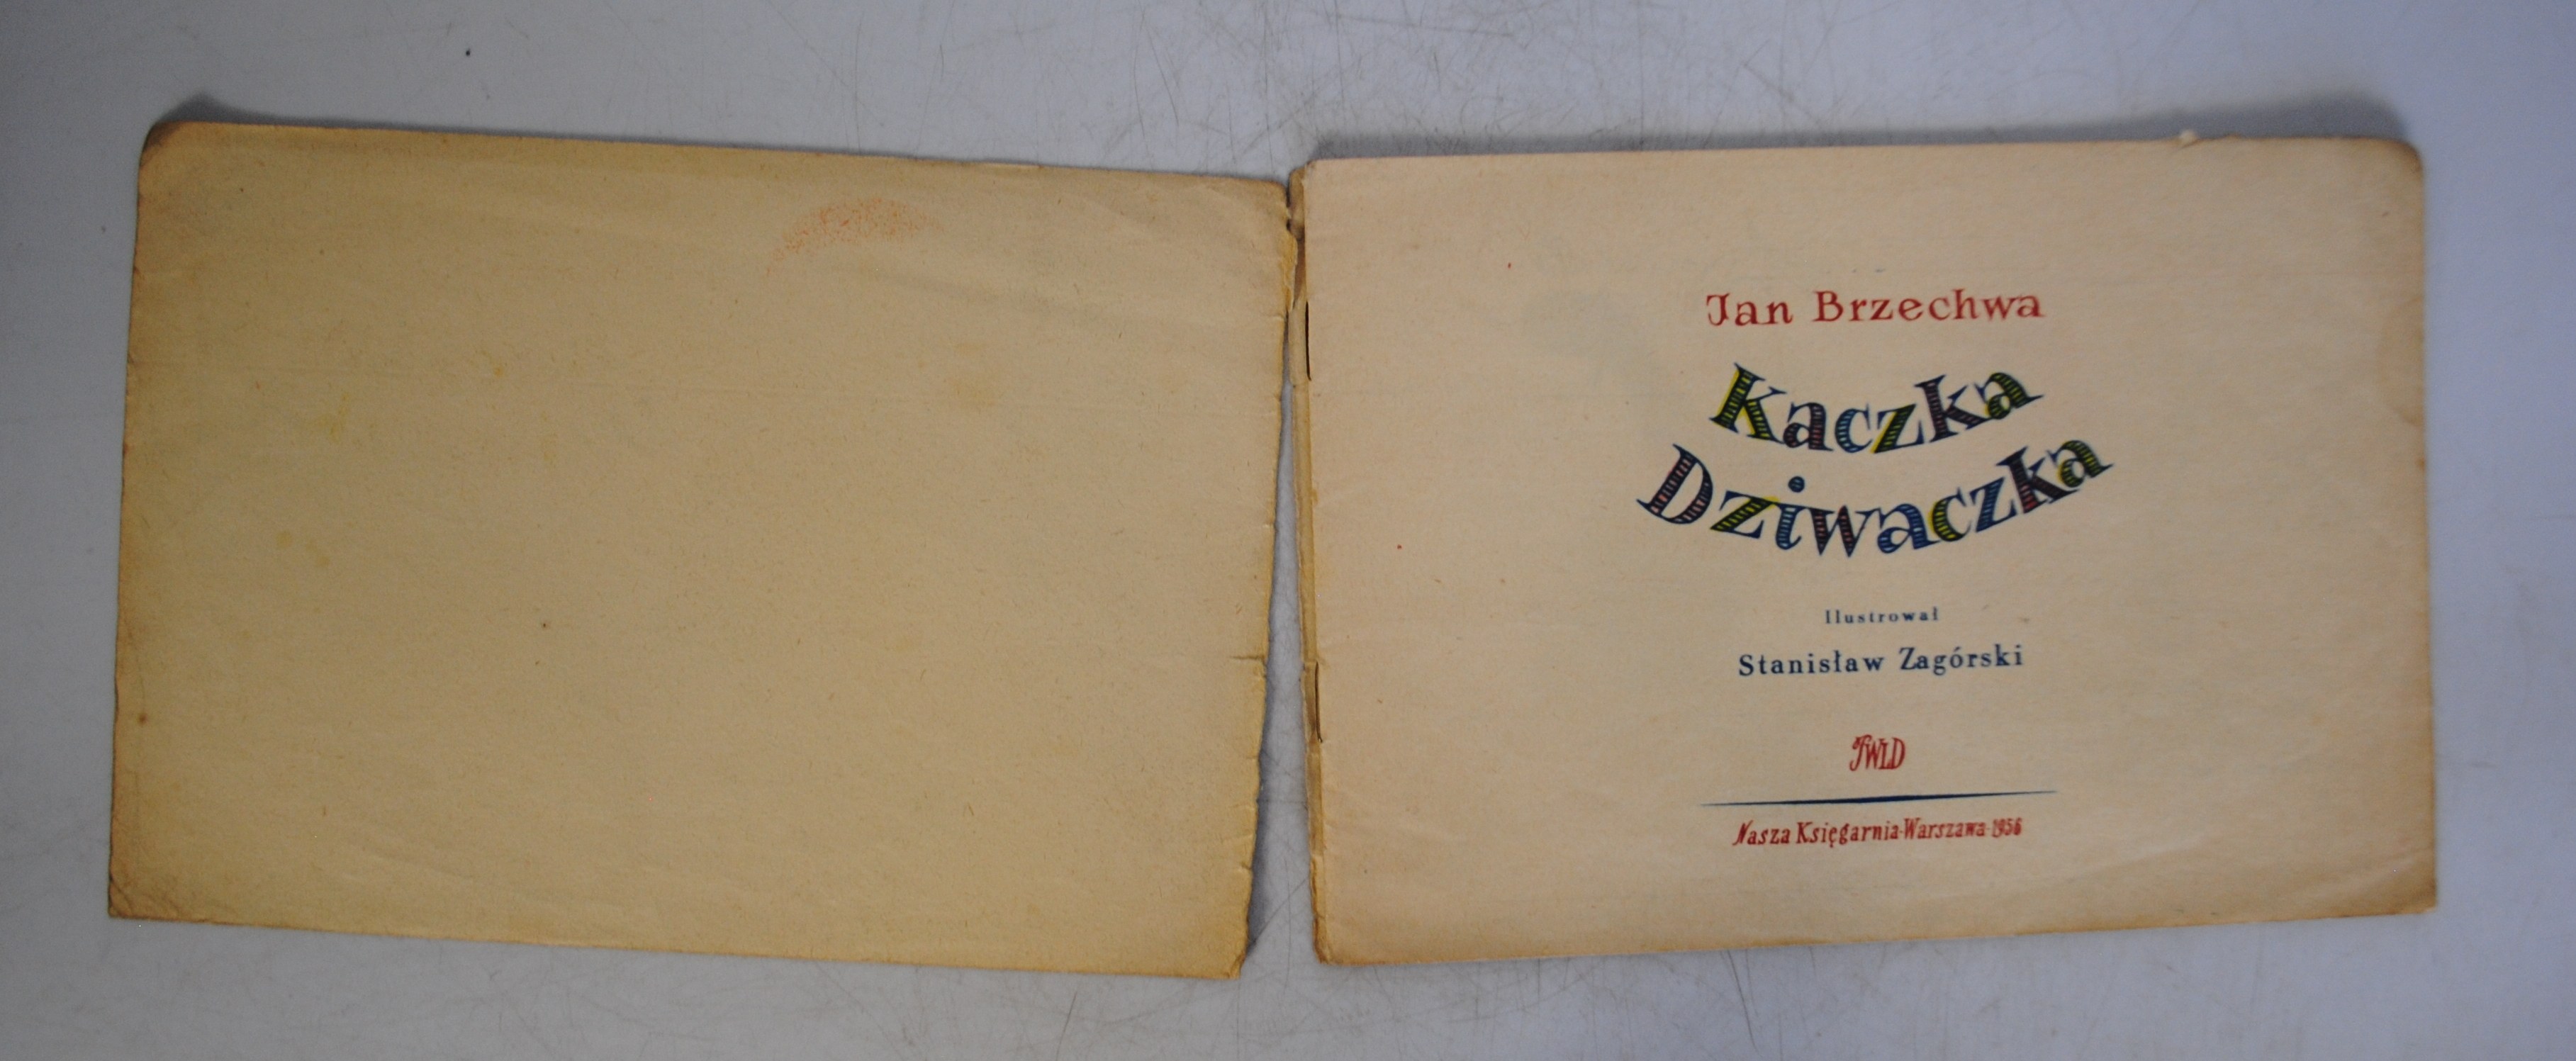 Jan Brzechwa
Kaczka
Dziwaczka
Ilustrował
Stanisław Zagórski
JWLD
Nasza Księgarnia-Warszawa-1956